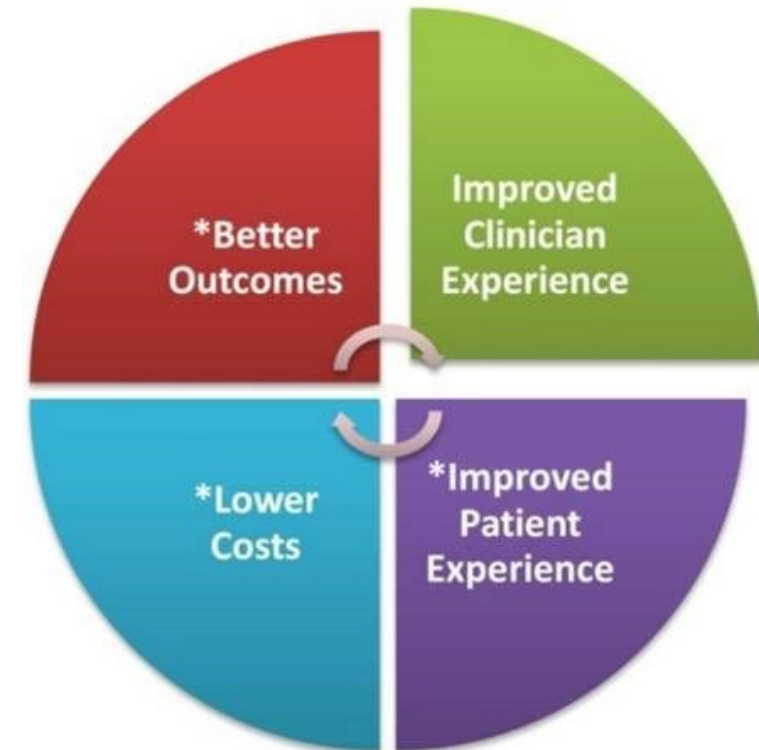 *Better
Outcomes
Improved
Clinician
Experience
*Lower
Costs
*Improved
Patient
Experience